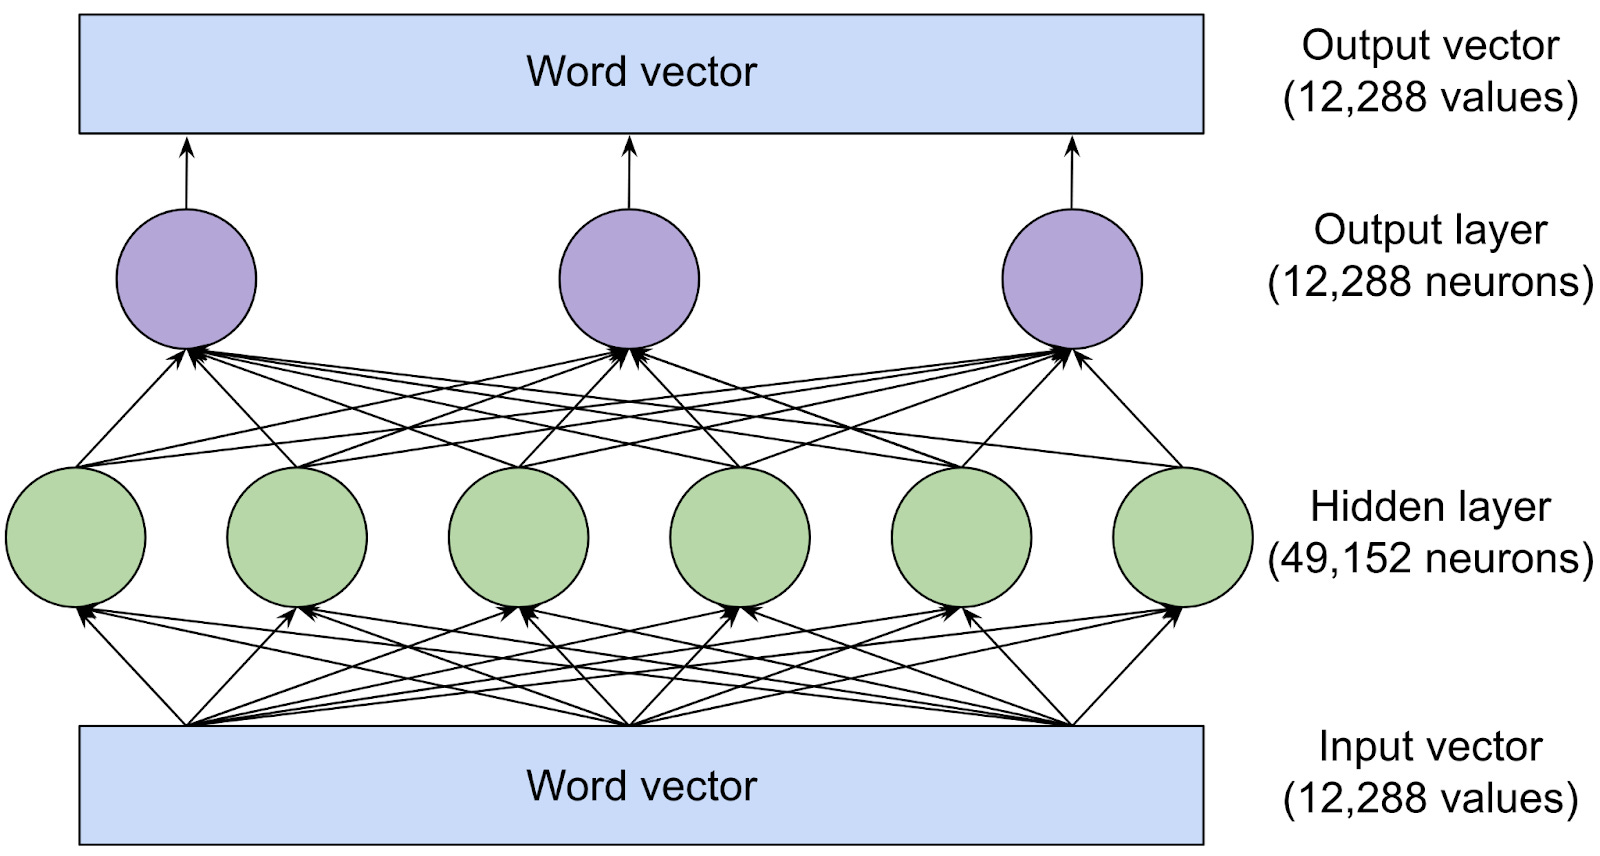 Word vector
Output vector
(12,288 values)
Output layer
(12,288 neurons)
Hidden layer
(49,152 neurons)
Word vector
Input vector
(12,288 values)